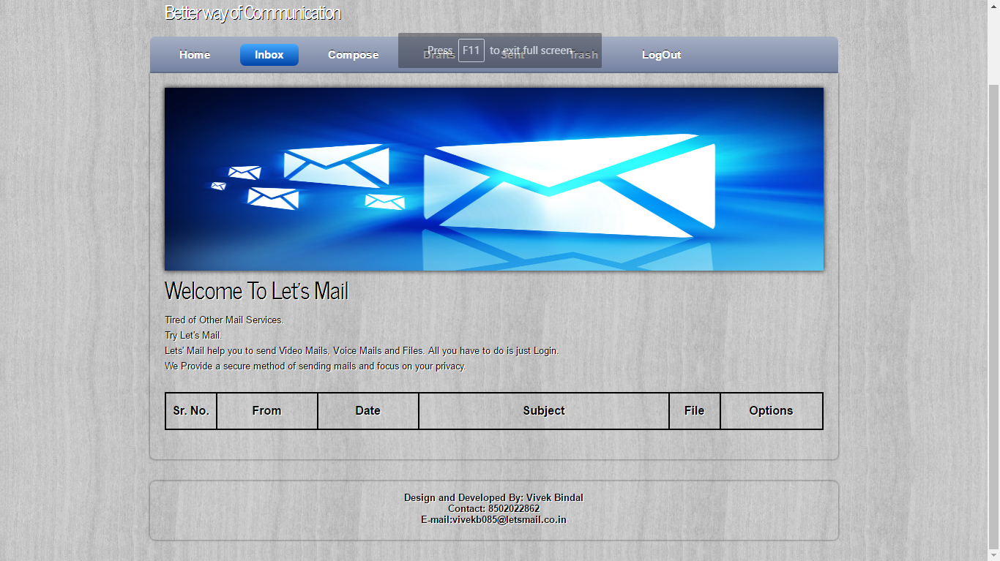 Better way of Communication
Home Inbox Compose Drafts Sent Trash LogOut
Press F11 to exit full screen
Welcome To Let's Mail
Tired of Other Mail Services.
Try Let's Mail.
Lets' Mail help you to send Video Mails, Voice Mails and Files. All you have to do is just Login.
We Provide a secure method of sending mails and focus on your privacy.
Sr. No. From Date Subject File Options
Design and Developed By: Vivek Bindal
Contact: 8502022862
E-mail:vivekb085@letsmail.co.in